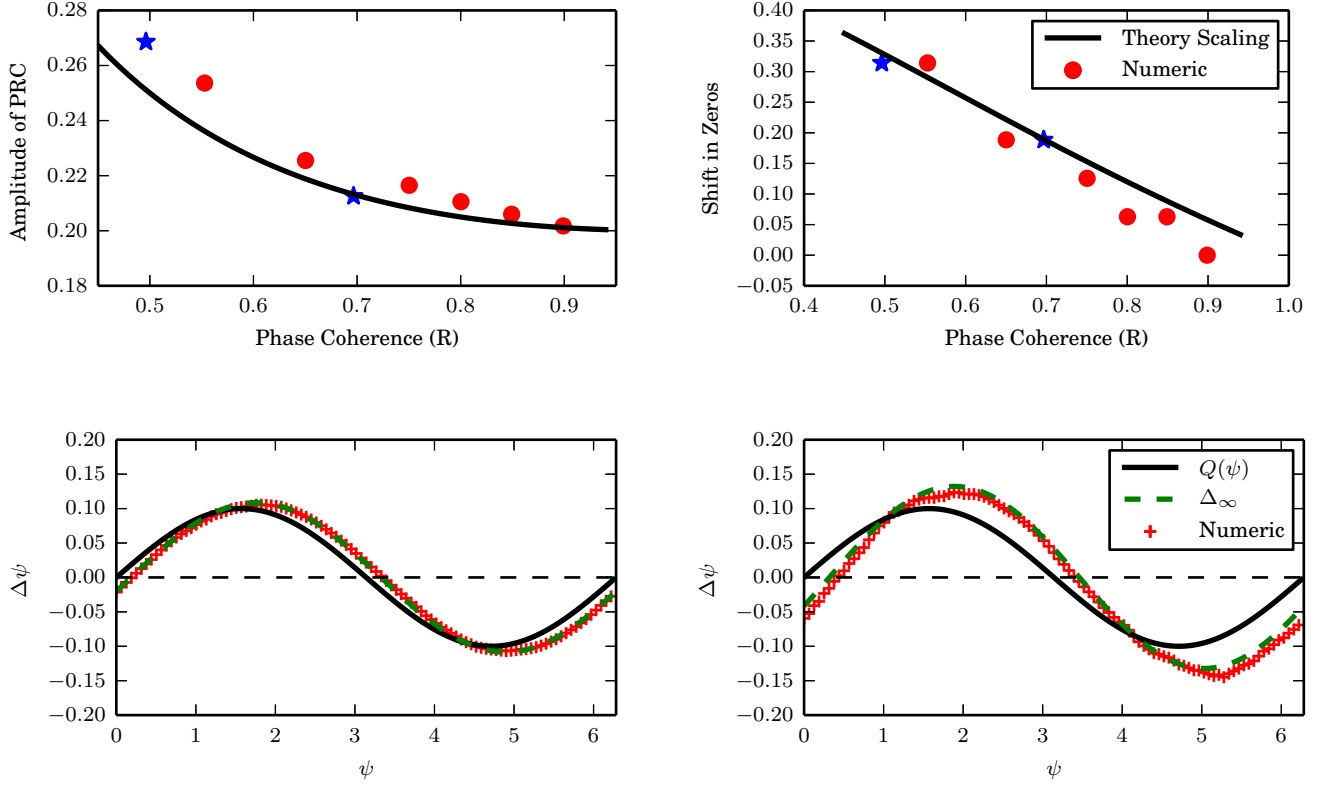 Amplitude of PRC
0.28
0.26
0.24
0.22
0.20
0.18
0.5 0.6 0.7 0.8 0.9
Phase Coherence (R)
Shift in Zeros
0.40
0.35
0.30
0.25
0.20
0.15
0.10
0.05
0.00
−0.05
0.4 0.5 0.6 0.7 0.8 0.9 1.0
Phase Coherence (R)
Theory Scaling
Numeric
Δψ
0.20
0.15
0.10
0.05
0.00
−0.05
−0.10
−0.15
−0.20
0 1 2 3 4 5 6
ψ
Δψ
0.20
0.15
0.10
0.05
0.00
−0.05
−0.10
−0.15
−0.20
0 1 2 3 4 5 6
ψ
Q(ψ)
Δ∞
Numeric